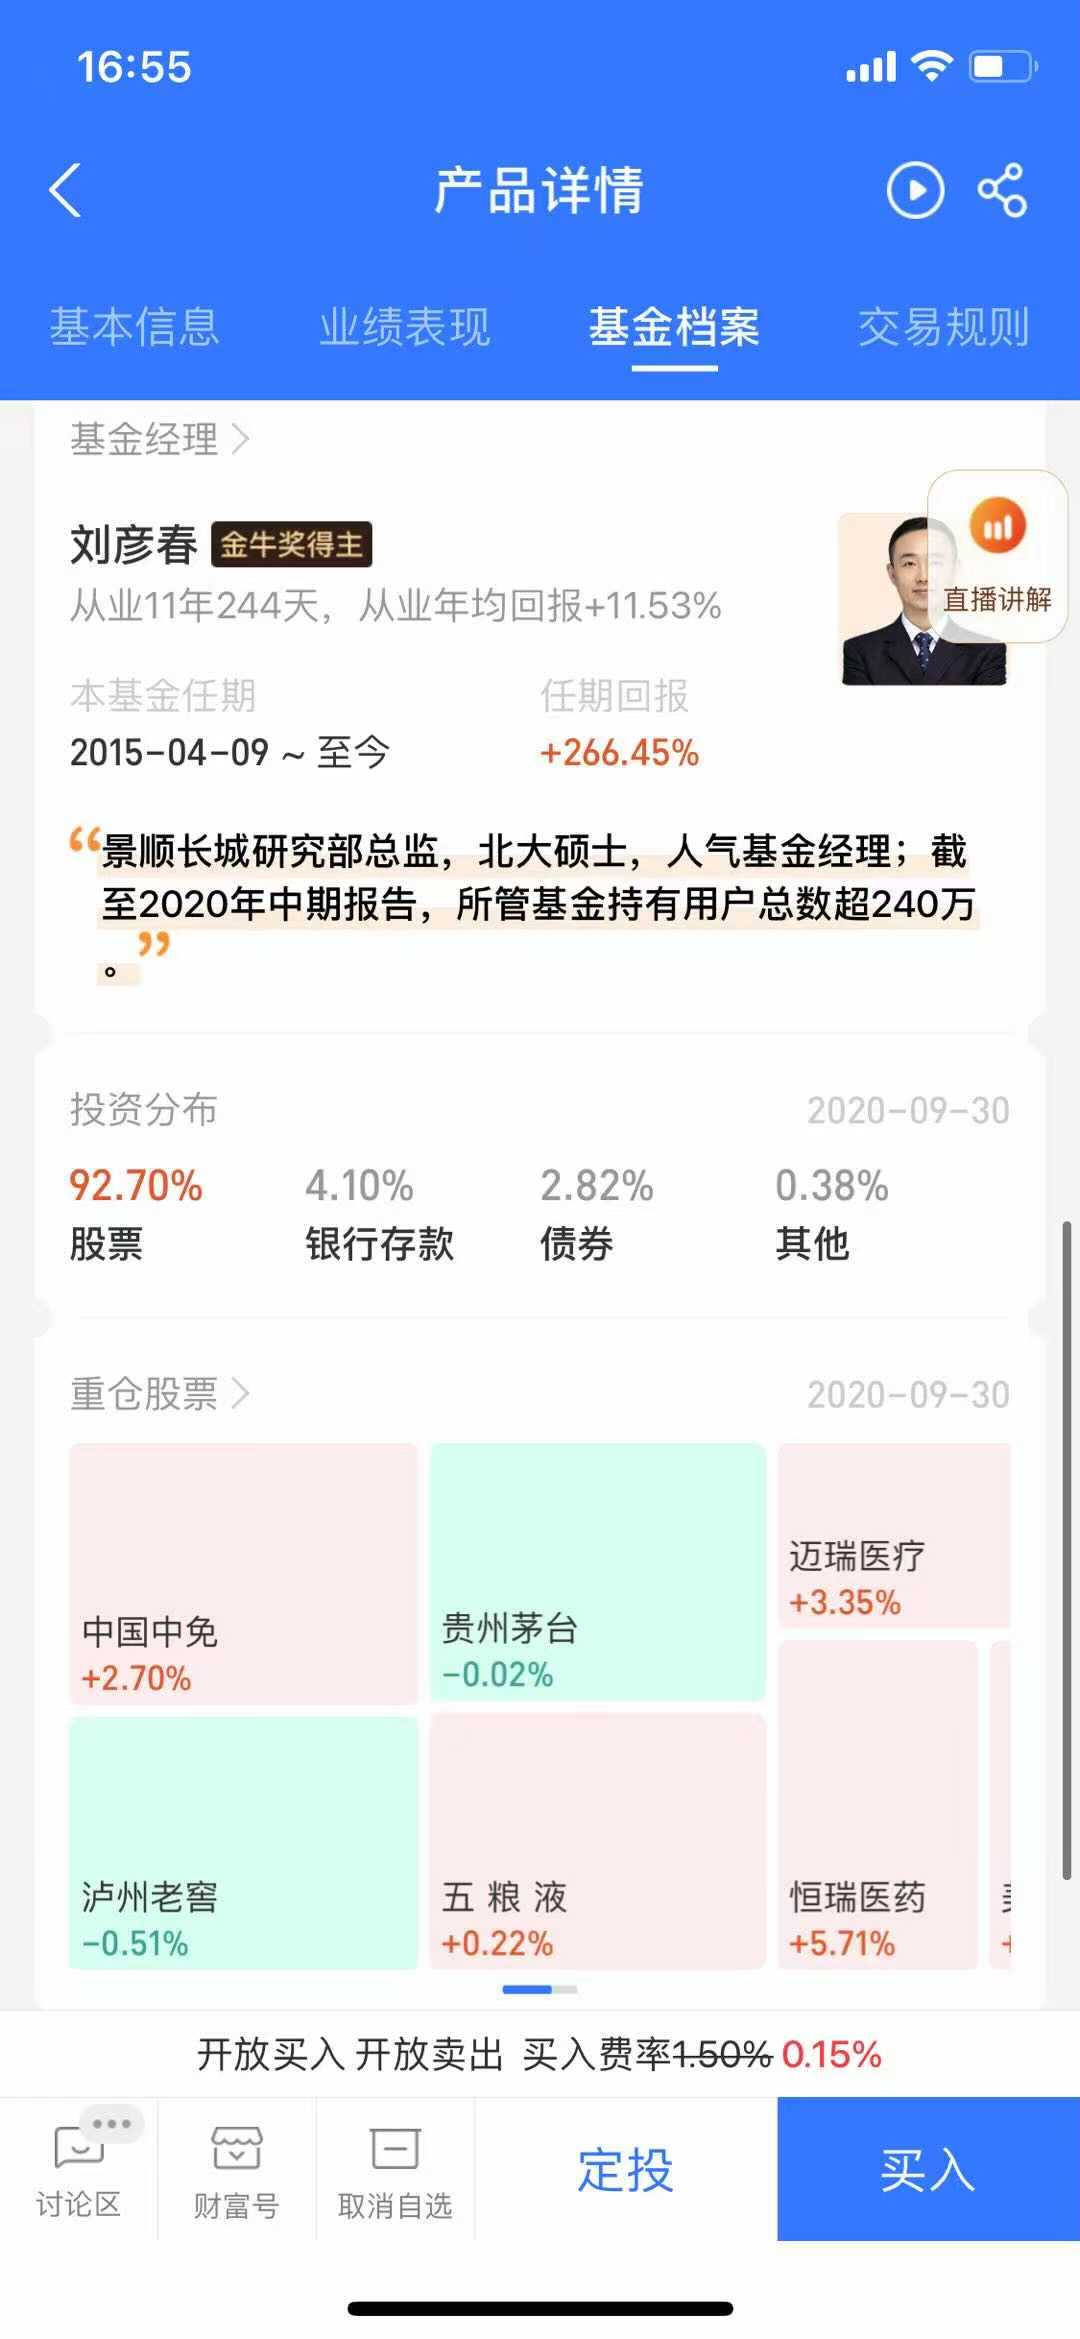 16:55
产品详情
基本信息 业绩表现 基金档案 交易规则
基金经理
刘彦春 金牛奖得主
从业11年244天，从业年均回报+11.53%
直播讲解
本基金任期 任期回报
2015-04-09 ~ 至今 +266.45%
“景顺长城研究部总监，北大硕士，人气基金经理；截
至2020年中期报告，所管基金持有用户总数超240万
。”
投资分布 2020-09-30
92.70% 4.10% 2.82% 0.38%
股票 银行存款 债券 其他
重仓股票 2020-09-30
中国中免
+2.70%
贵州茅台
-0.02%
迈瑞医疗
+3.35%
泸州老窖
-0.51%
五 粮 液
+0.22%
恒瑞医药
+5.71%
开放买入 开放卖出 买入费率1.50% 0.15%
讨论区 财富号 取消自选 定投 买入